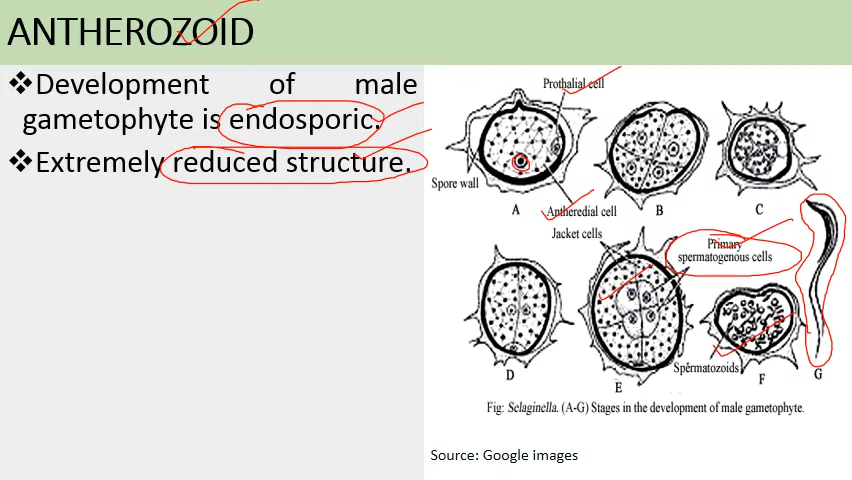 ANTHEROZOID
❖Development of male
gametophyte is endosporic.
❖Extremely reduced structure.
Prothalial cell
Spore wall
Antheredial cell
A
B
C
Jacket cells
Primary
spermatogenous cells
D
E
Spermatozoids
F
G
Fig: Selaginella. (A-G) Stages in the development of male gametophyte.
Source: Google images